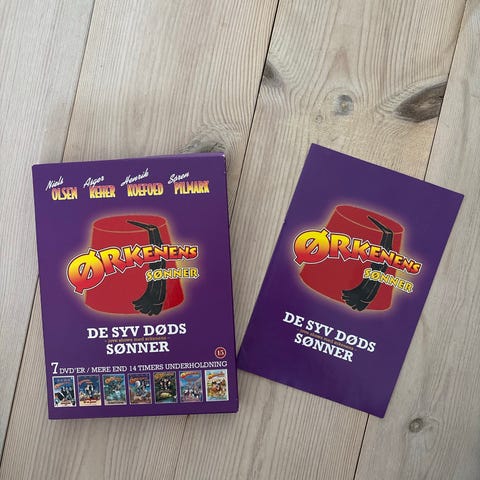 Niels OLSEN Asger REHER Henrik KOEFOED Søren PILMARK
ØRKENENS
SØNNER
DE SYV DØDS
SØNNER
7 DVD'ER / MERE END 14 TIMERS UNDERHOLDNING
15
ØRKENENS
SØNNER
DE SYV DØDS
SØNNER